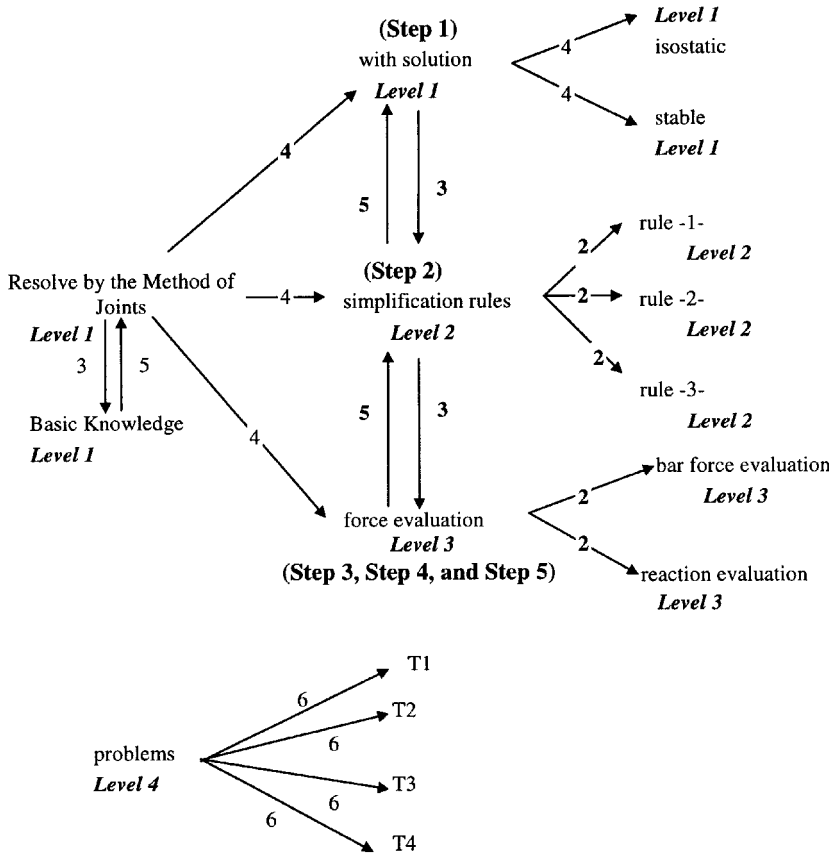 (Step 1)
with solution
Level 1
4
Level 1
isostatic
4
stable
Level 1
4
5
3
Resolve by the Method of
Joints
Level 1
3
5
Basic Knowledge
Level 1
4
(Step 2)
simplification rules
Level 2
2
rule -1-
Level 2
2
rule -2-
Level 2
2
rule -3-
Level 2
4
5
3
force evaluation
Level 3
(Step 3, Step 4, and Step 5)
2
bar force evaluation
Level 3
2
reaction evaluation
Level 3
problems
Level 4
6
T1
6
T2
6
T3
6
T4